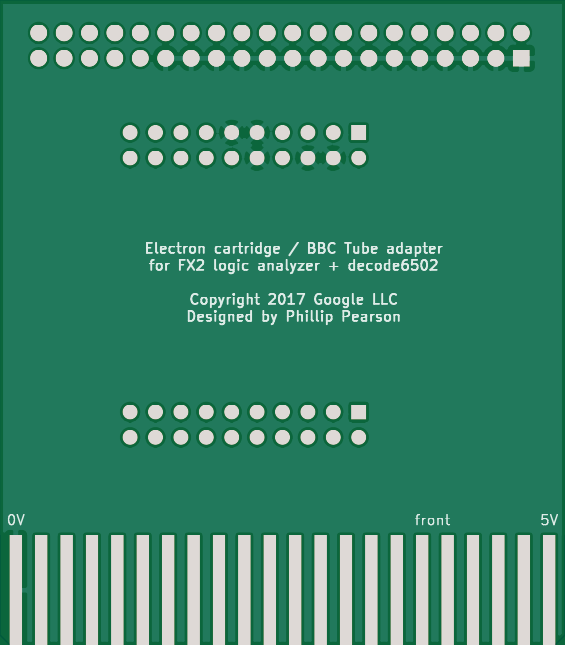 Electron cartridge / BBC Tube adapter
for FX2 logic analyzer + decode6502
Copyright 2017 Google LLC
Designed by Phillip Pearson
0V front 5V